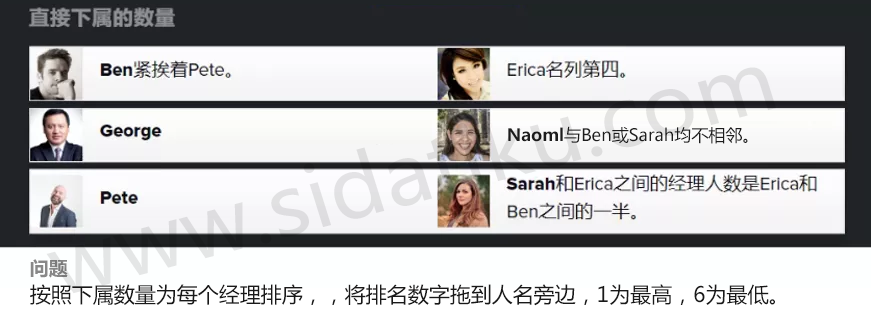 直接下属的数量
Ben紧挨着Pete。
Erica名列第四。
George
Naoml与Ben或Sarah均不相邻。
Pete
Sarah和Erica之间的经理人数是Erica和
Ben之间的一半。
www.sidatiku.com
问题
按照下属数量为每个经理排序，，将排名数字拖到人名旁边，1为最高，6为最低。